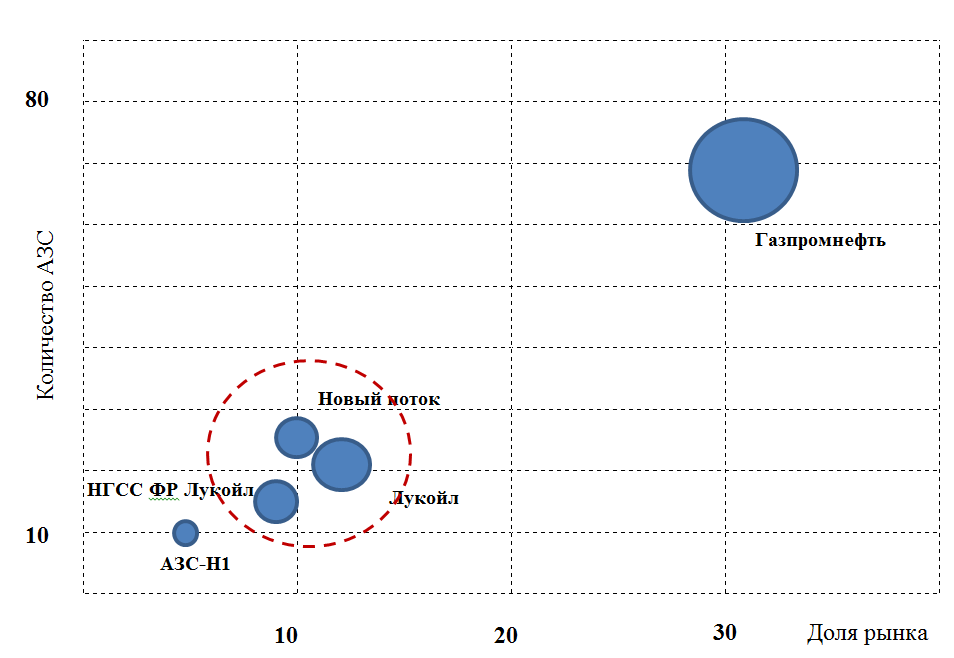 80
Газпромнефть
Количество АЗС
Новый поток
НГСС ФР Лукойл
Лукойл
10
АЗС-Н1
10
20
30
Доля рынка